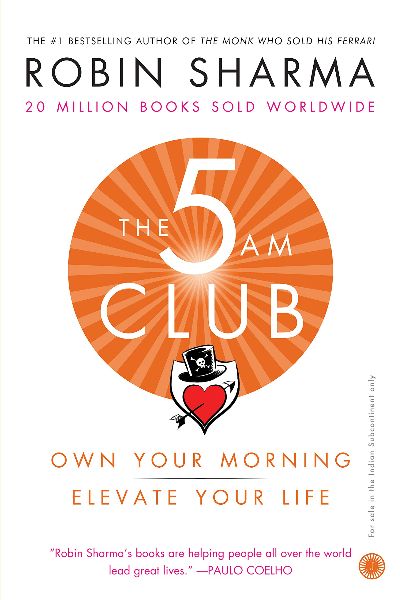 THE #1 BESTSELLING AUTHOR OF THE MONK WHO SOLD HIS FERRARI
ROBIN SHARMA
20 MILLION BOOKS SOLD WORLDWIDE
THE 5 AM
CLUB
OWN YOUR MORNING
ELEVATE YOUR LIFE
For sale in the Indian Subcontinent only
"Robin Sharma's books are helping people all over the world
lead great lives." —PAULO COELHO